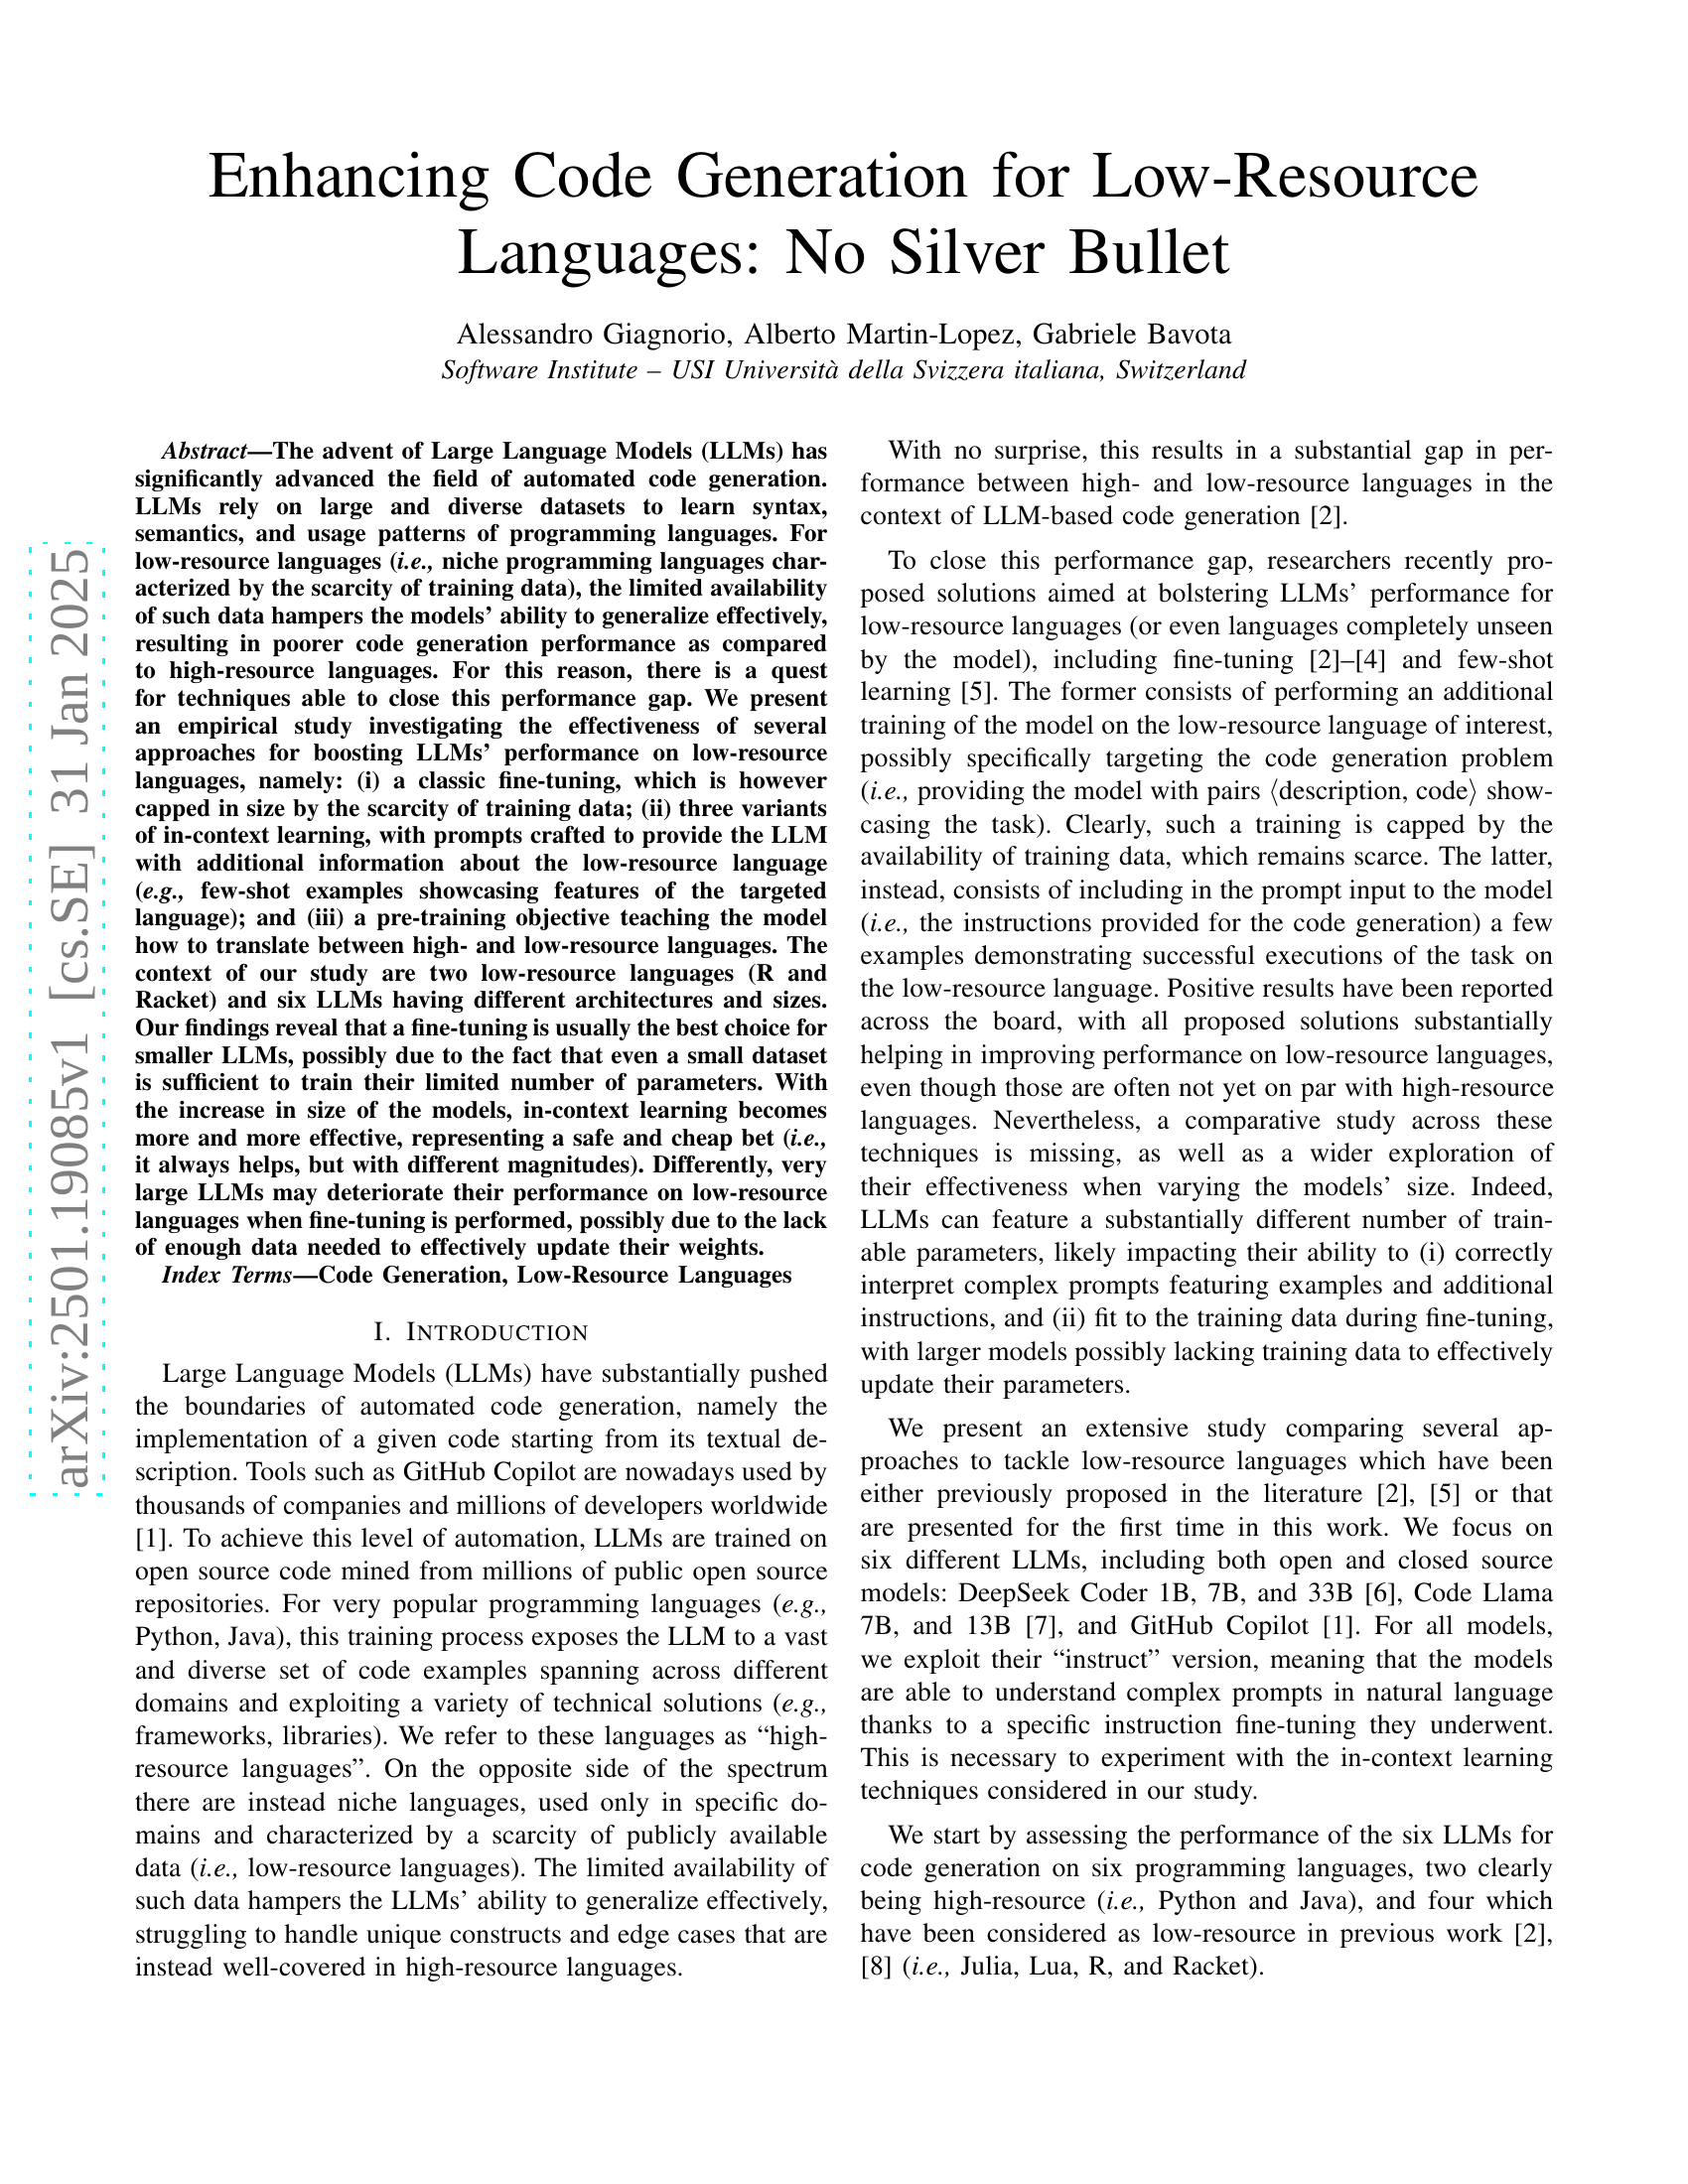 Enhancing Code Generation for Low-Resource
Languages: No Silver Bullet
Alessandro Giagnorio, Alberto Martin-Lopez, Gabriele Bavota
Software Institute – USI Università della Svizzera italiana, Switzerland
arXiv:2501.19085v1 [cs.SE] 31 Jan 2025
Abstract—The advent of Large Language Models (LLMs) has
significantly advanced the field of automated code generation.
LLMs rely on large and diverse datasets to learn syntax,
semantics, and usage patterns of programming languages. For
low-resource languages (i.e., niche programming languages char-
acterized by the scarcity of training data), the limited availability
of such data hampers the models' ability to generalize effectively,
resulting in poorer code generation performance as compared
to high-resource languages. For this reason, there is a quest
for techniques able to close this performance gap. We present
an empirical study investigating the effectiveness of several
approaches for boosting LLMs' performance on low-resource
languages, namely: (i) a classic fine-tuning, which is however
capped in size by the scarcity of training data; (ii) three variants
of in-context learning, with prompts crafted to provide the LLM
with additional information about the low-resource language
(e.g., few-shot examples showcasing features of the targeted
language); and (iii) a pre-training objective teaching the model
how to translate between high- and low-resource languages. The
context of our study are two low-resource languages (R and
Racket) and six LLMs having different architectures and sizes.
Our findings reveal that a fine-tuning is usually the best choice for
smaller LLMs, possibly due to the fact that even a small dataset
is sufficient to train their limited number of parameters. With
the increase in size of the models, in-context learning becomes
more and more effective, representing a safe and cheap bet (i.e.,
it always helps, but with different magnitudes). Differently, very
large LLMs may deteriorate their performance on low-resource
languages when fine-tuning is performed, possibly due to the lack
of enough data needed to effectively update their weights.
Index Terms—Code Generation, Low-Resource Languages
I. INTRODUCTION
Large Language Models (LLMs) have substantially pushed
the boundaries of automated code generation, namely the
implementation of a given code starting from its textual de-
scription. Tools such as GitHub Copilot are nowadays used by
thousands of companies and millions of developers worldwide
[1]. To achieve this level of automation, LLMs are trained on
open source code mined from millions of public open source
repositories. For very popular programming languages (e.g.,
Python, Java), this training process exposes the LLM to a vast
and diverse set of code examples spanning across different
domains and exploiting a variety of technical solutions (e.g.,
frameworks, libraries). We refer to these languages as “high-
resource languages”. On the opposite side of the spectrum
there are instead niche languages, used only in specific do-
mains and characterized by a scarcity of publicly available
data (i.e., low-resource languages). The limited availability of
such data hampers the LLMs' ability to generalize effectively,
struggling to handle unique constructs and edge cases that are
instead well-covered in high-resource languages.
With no surprise, this results in a substantial gap in per-
formance between high- and low-resource languages in the
context of LLM-based code generation [2].
To close this performance gap, researchers recently pro-
posed solutions aimed at bolstering LLMs' performance for
low-resource languages (or even languages completely unseen
by the model), including fine-tuning [2]–[4] and few-shot
learning [5]. The former consists of performing an additional
training of the model on the low-resource language of interest,
possibly specifically targeting the code generation problem
(i.e., providing the model with pairs ⟨description, code⟩ show-
casing the task). Clearly, such a training is capped by the
availability of training data, which remains scarce. The latter,
instead, consists of including in the prompt input to the model
(i.e., the instructions provided for the code generation) a few
examples demonstrating successful executions of the task on
the low-resource language. Positive results have been reported
across the board, with all proposed solutions substantially
helping in improving performance on low-resource languages,
even though those are often not yet on par with high-resource
languages. Nevertheless, a comparative study across these
techniques is missing, as well as a wider exploration of
their effectiveness when varying the models' size. Indeed,
LLMs can feature a substantially different number of train-
able parameters, likely impacting their ability to (i) correctly
interpret complex prompts featuring examples and additional
instructions, and (ii) fit to the training data during fine-tuning,
with larger models possibly lacking training data to effectively
update their parameters.
We present an extensive study comparing several ap-
proaches to tackle low-resource languages which have been
either previously proposed in the literature [2], [5] or that
are presented for the first time in this work. We focus on
six different LLMs, including both open and closed source
models: DeepSeek Coder 1B, 7B, and 33B [6], Code Llama
7B, and 13B [7], and GitHub Copilot [1]. For all models,
we exploit their “instruct” version, meaning that the models
are able to understand complex prompts in natural language
thanks to a specific instruction fine-tuning they underwent.
This is necessary to experiment with the in-context learning
techniques considered in our study.
We start by assessing the performance of the six LLMs for
code generation on six programming languages, two clearly
being high-resource (i.e., Python and Java), and four which
have been considered as low-resource in previous work [2],
[8] (i.e., Julia, Lua, R, and Racket).